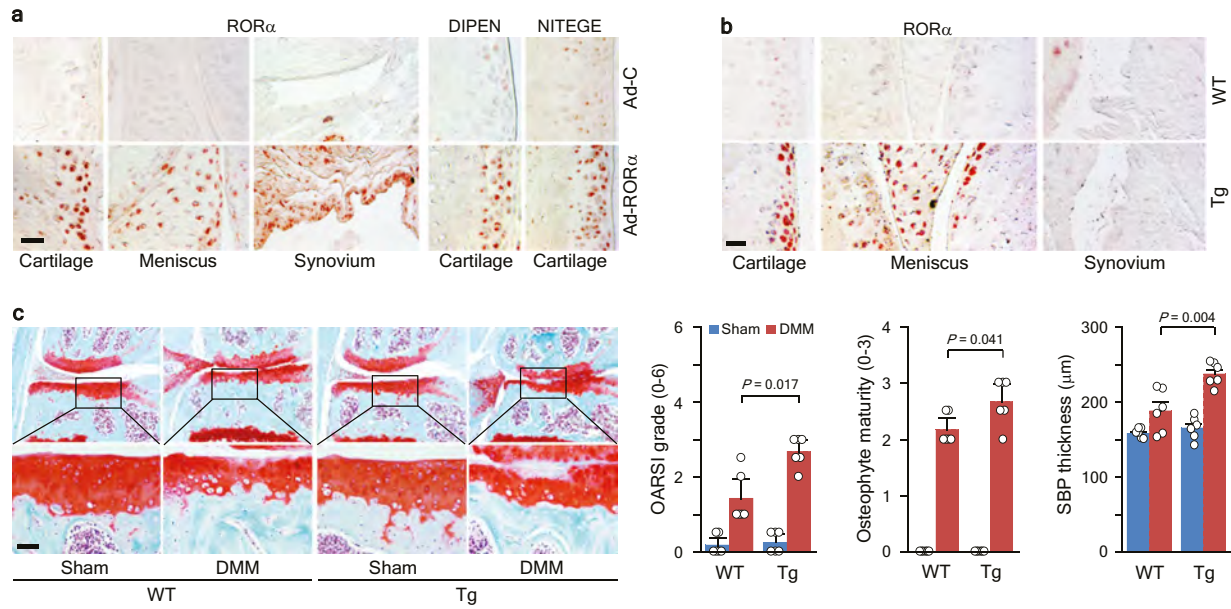 a
RORα
DIPEN
NITEGE
Ad-C
Ad-RORα
Cartilage
Meniscus
Synovium
Cartilage
Cartilage
b
RORα
WT
Tg
Cartilage
Meniscus
Synovium
c
Sham
DMM
Sham
DMM
WT
Tg
OARSI grade (0-6)
6
4
2
0
Sham
DMM
P = 0.017
WT
Tg
Osteophyte maturity (0-3)
4
3
2
1
0
P = 0.041
WT
Tg
SBP thickness (μm)
300
200
100
0
P = 0.004
WT
Tg